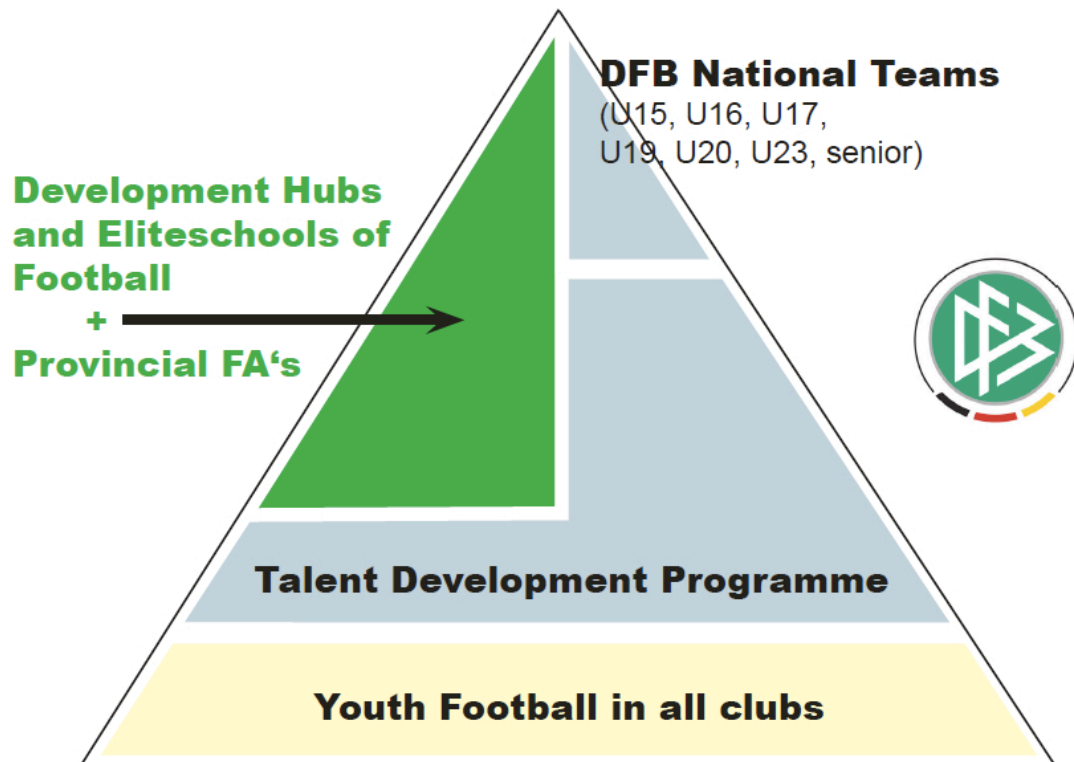 DFB National Teams
(U15, U16, U17,
U19, U20, U23, senior)
Development Hubs
and Eliteschools of
Football
+
Provincial FA‘s
DFB
Talent Development Programme
Youth Football in all clubs